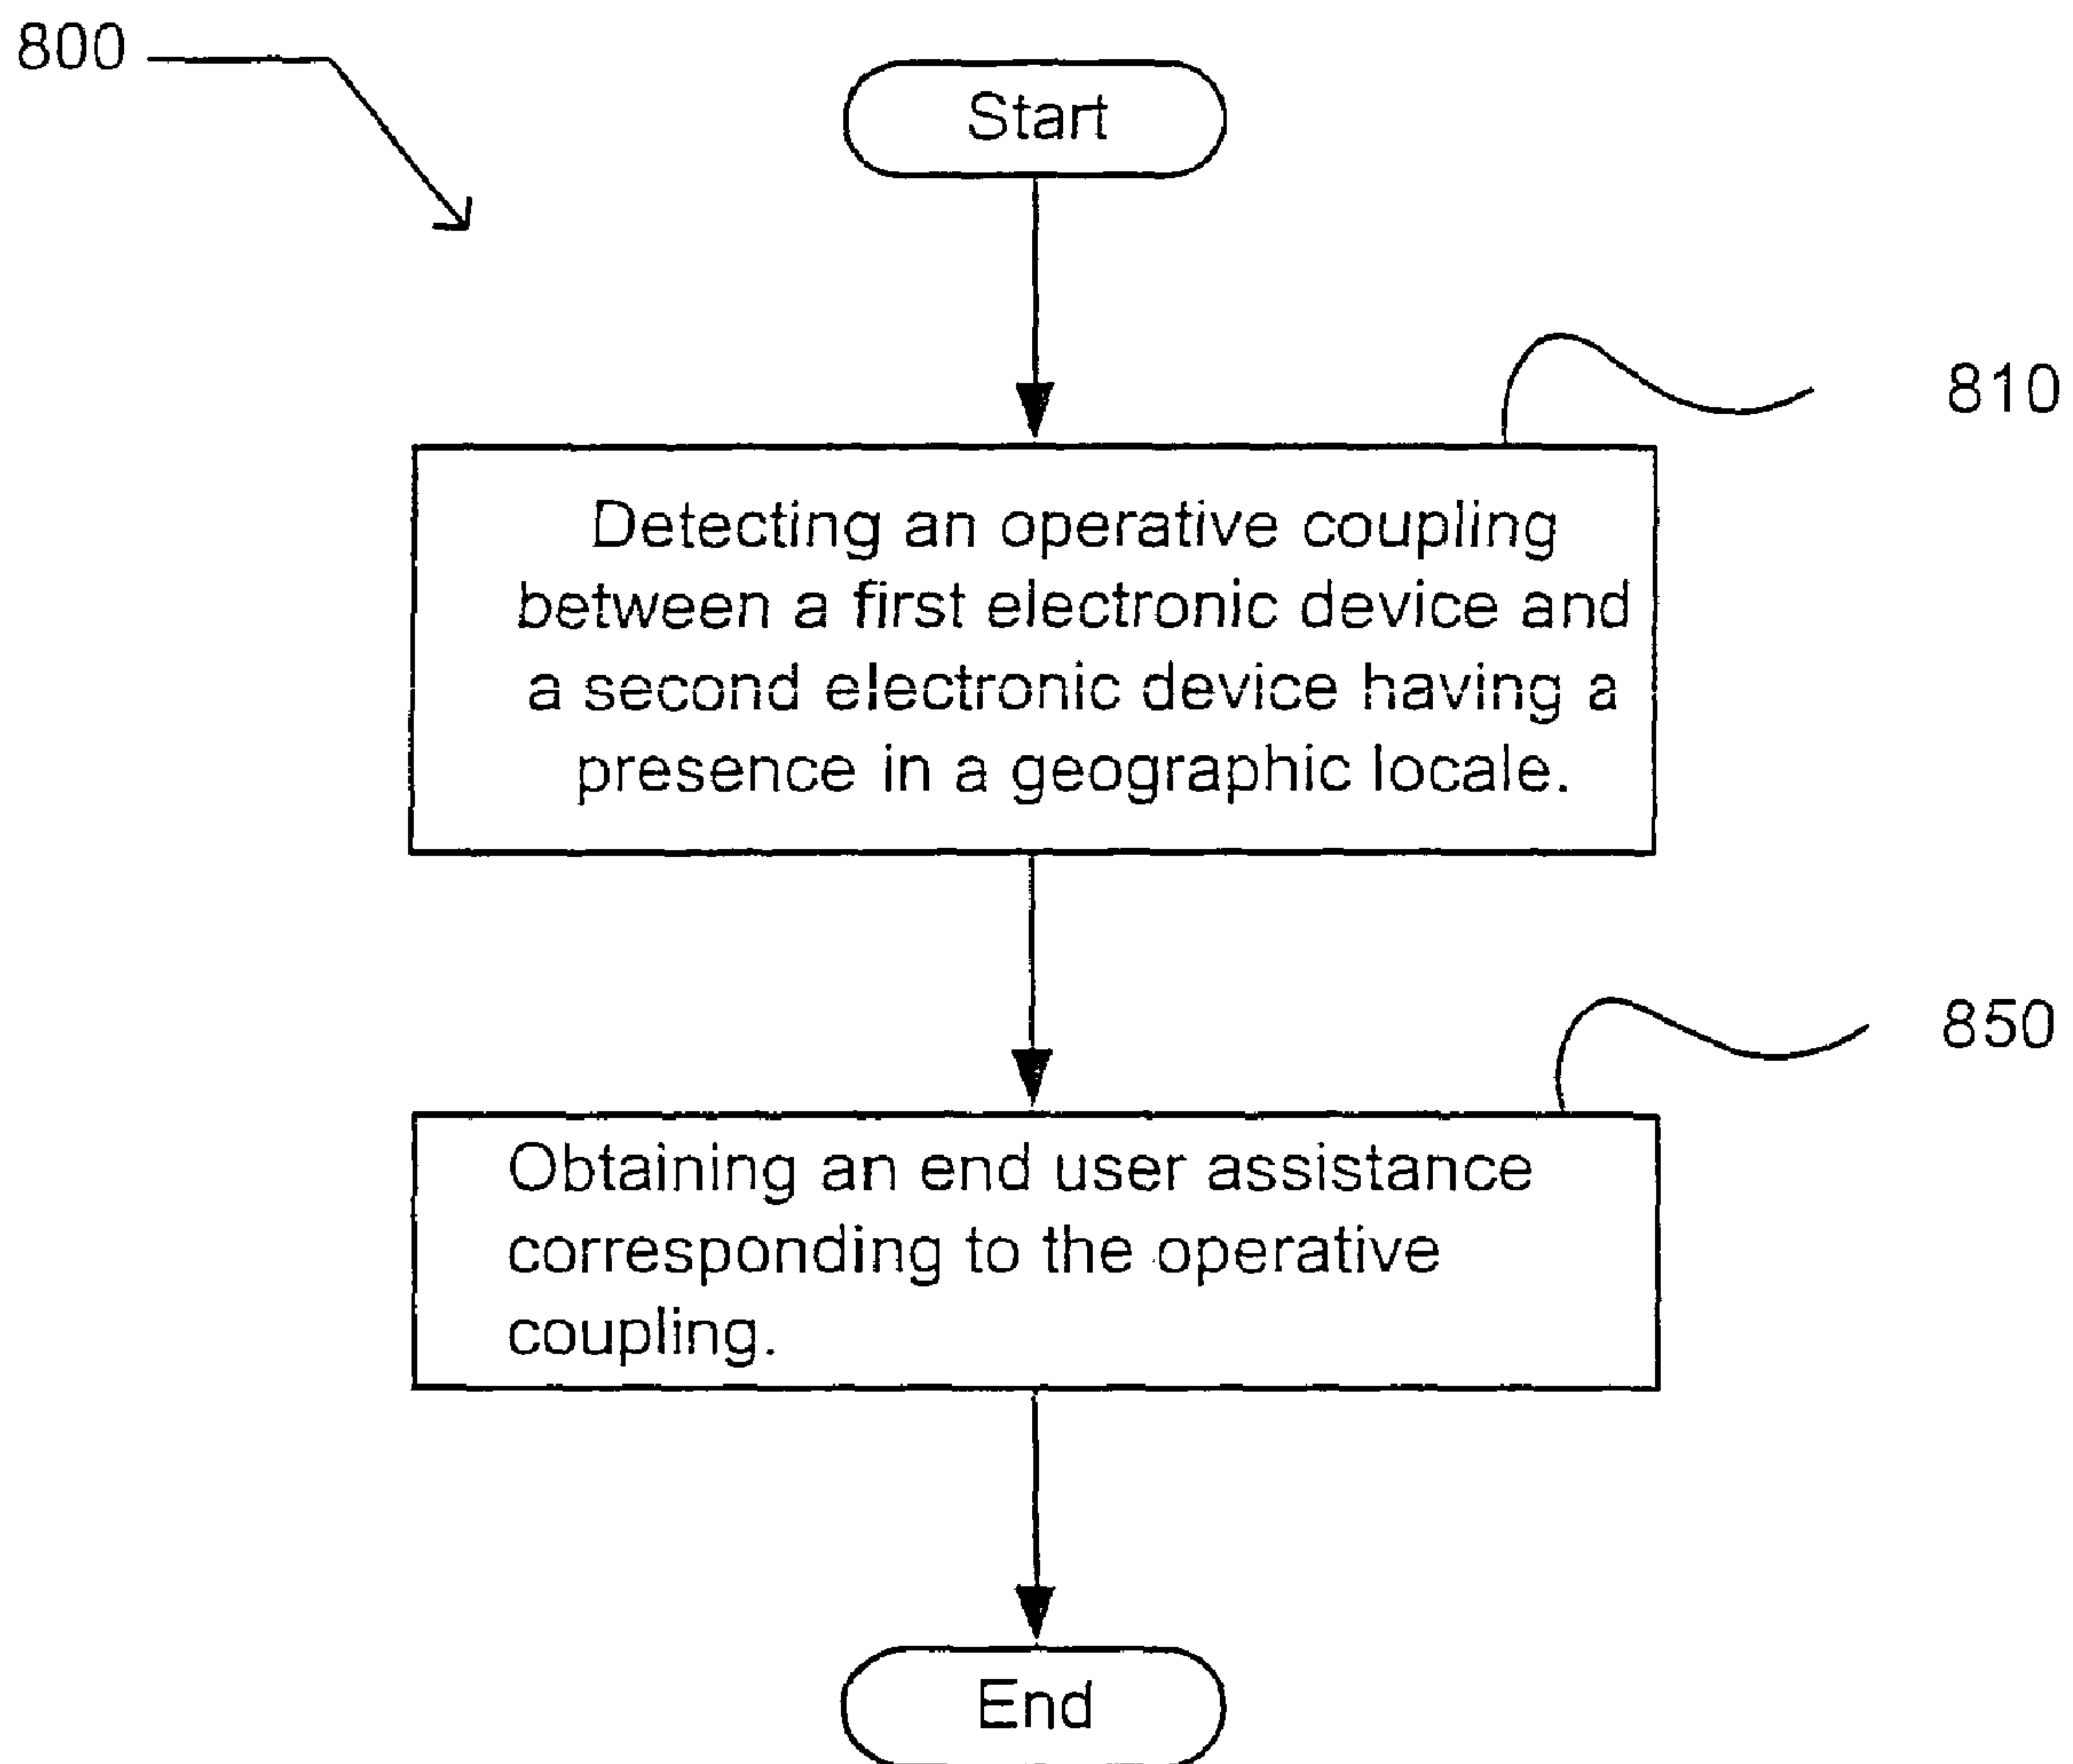 800
Start
810
Detecting an operative coupling
between a first electronic device and
a second electronic device having a
presence in a geographic locale.
850
Obtaining an end user assistance
corresponding to the operative
coupling.
End